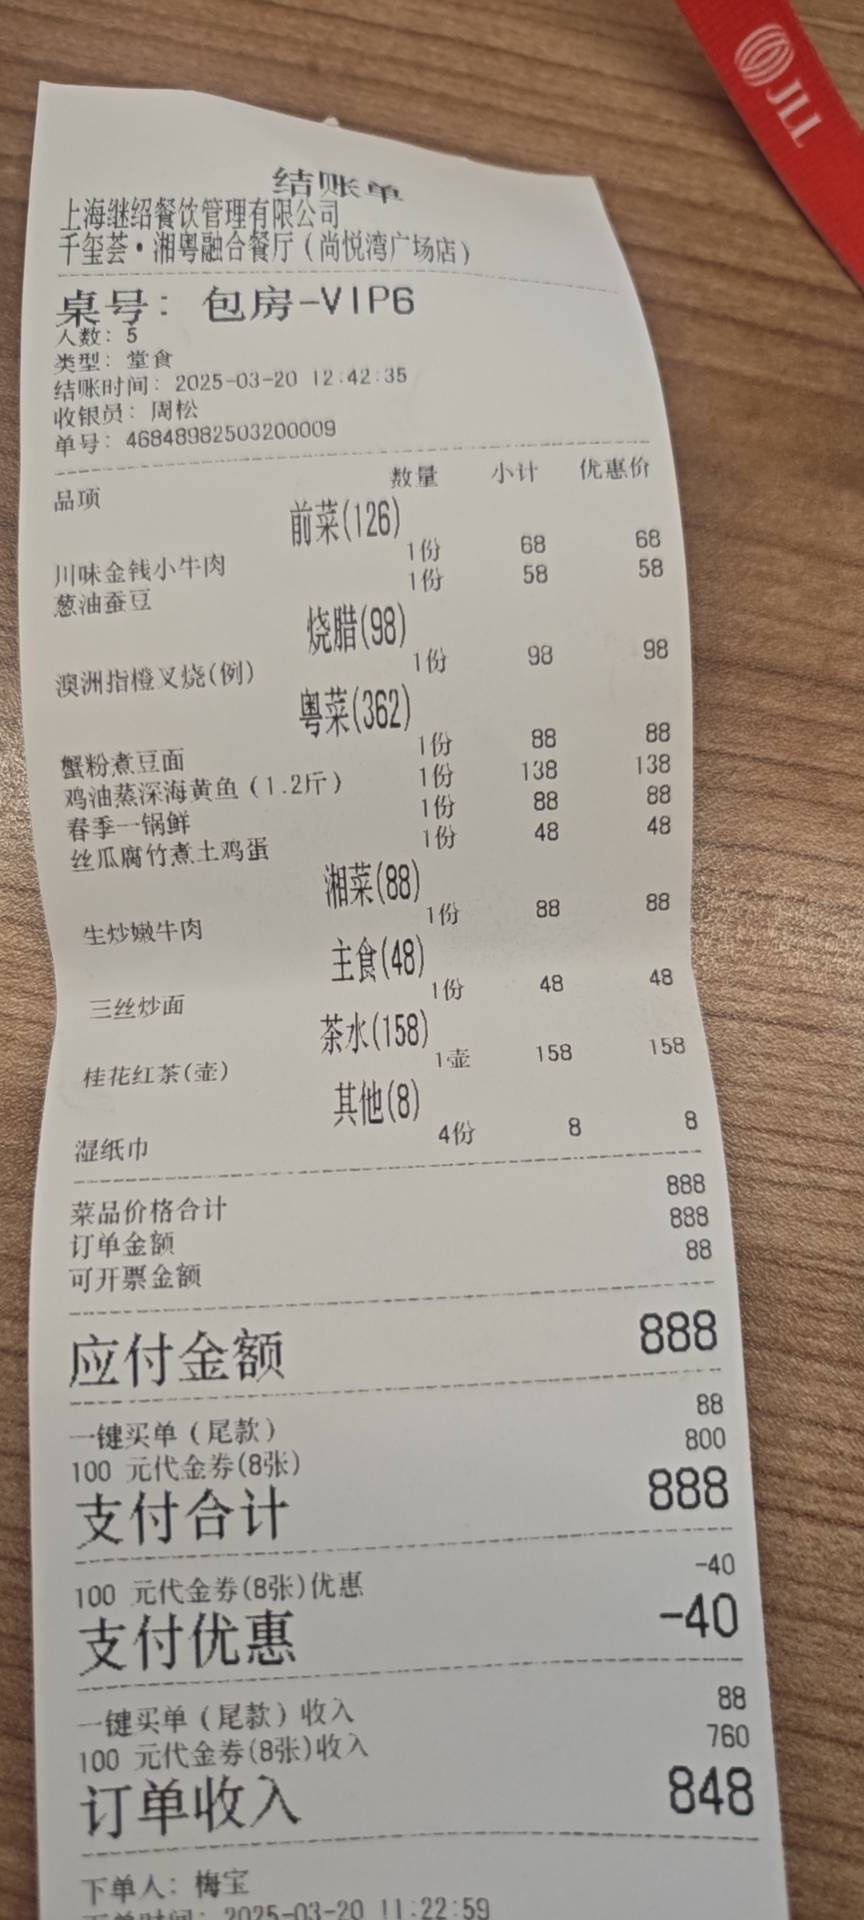 JLL
结账单
上海继绍餐饮管理有限公司
千玺荟·湘粤融合餐厅(尚悦湾广场店)
桌号: 包房-VIP6
人数: 5
类型: 堂食
结账时间: 2025-03-20 12:42:35
收银员: 周松
单号: 46848982503200009
品项 数量 小计 优惠价
前菜(126)
川味金钱小牛肉 1份 68 68
葱油蚕豆 1份 58 58
烧腊(98)
澳洲指橙叉烧(例) 1份 98 98
粤菜(362)
蟹粉煮豆面 1份 88 88
鸡油蒸深海黄鱼(1.2斤) 1份 138 138
春季一锅鲜 1份 88 88
丝瓜腐竹煮土鸡蛋 1份 48 48
湘菜(88)
生炒嫩牛肉 1份 88 88
主食(48)
三丝炒面 1份 48 48
茶水(158)
桂花红茶(壶) 1壶 158 158
其他(8)
湿纸巾 4份 8 8
菜品价格合计 888
订单金额 888
可开票金额 88
应付金额 888
一键买单(尾款) 88
100 元代金券(8张) 800
支付合计 888
100 元代金券(8张)优惠 -40
支付优惠 -40
一键买单(尾款)收入 88
100 元代金券(8张)收入 760
订单收入 848
下单人: 梅宝
下单时间: 2025-03-20 11:22:59